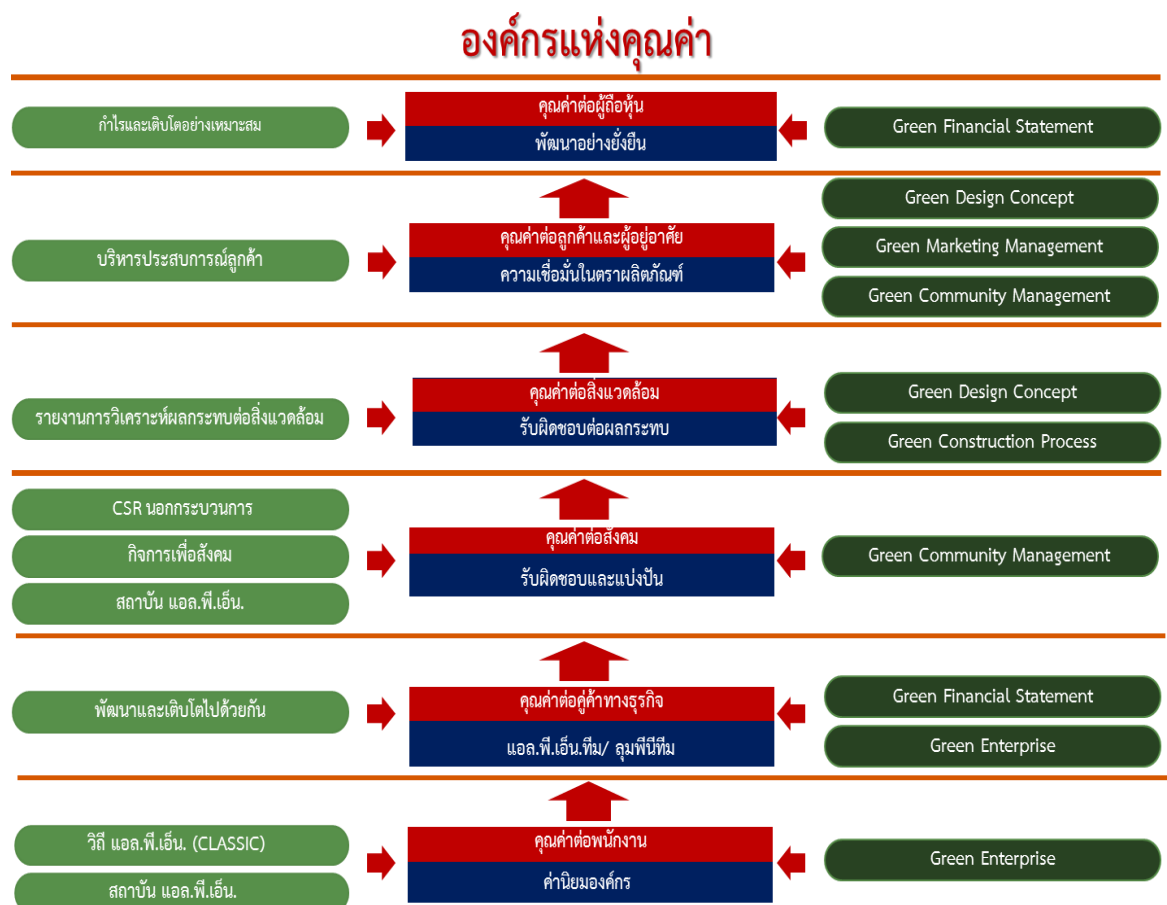 องค์กรแห่งคุณค่า
กำไรและเติบโตอย่างเหมาะสม
คุณค่าต่อผู้ถือหุ้น
พัฒนาอย่างยั่งยืน
Green Financial Statement
บริหารประสบการณ์ลูกค้า
คุณค่าต่อลูกค้าและผู้อยู่อาศัย
ความเชื่อมั่นในตราผลิตภัณฑ์
Green Design Concept
Green Marketing Management
Green Community Management
รายงานการวิเคราะห์ผลกระทบต่อสิ่งแวดล้อม
คุณค่าต่อสิ่งแวดล้อม
รับผิดชอบต่อผลกระทบ
Green Design Concept
Green Construction Process
CSR นอกกระบวนการ
กิจการเพื่อสังคม
สถาบัน แอล.พี.เอ็น.
คุณค่าต่อสังคม
รับผิดชอบและแบ่งปัน
Green Community Management
พัฒนาและเติบโตไปด้วยกัน
คุณค่าต่อคู่ค้าทางธุรกิจ
แอล.พี.เอ็น.ทีม/ ลุมพินีทีม
Green Financial Statement
Green Enterprise
วิถี แอล.พี.เอ็น. (CLASSIC)
สถาบัน แอล.พี.เอ็น.
คุณค่าต่อพนักงาน
ค่านิยมองค์กร
Green Enterprise